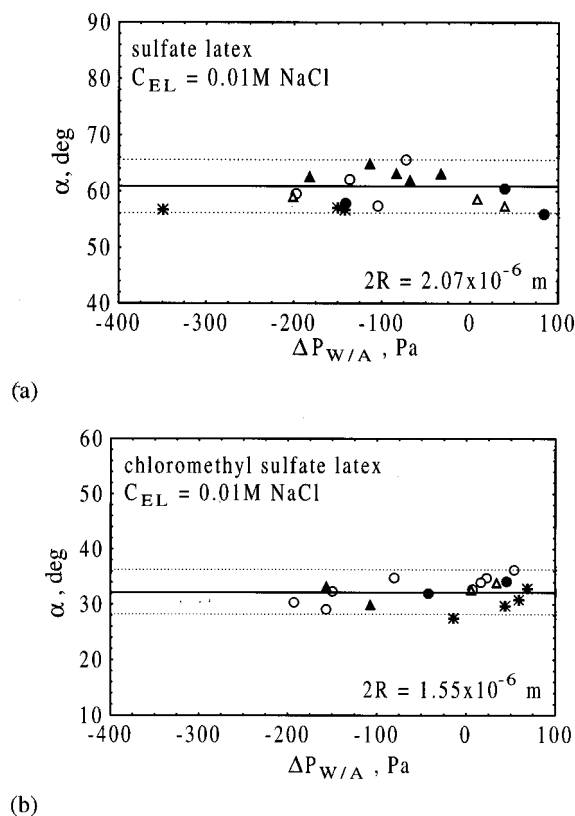 90
80
70
60
50
40
α, deg
sulfate latex
C_EL = 0.01M NaCl
2R = 2.07x10^-6 m
-400 -300 -200 -100 0 100
ΔP_W/A , Pa
(a)
60
50
40
30
20
10
α, deg
chloromethyl sulfate latex
C_EL = 0.01M NaCl
2R = 1.55x10^-6 m
-400 -300 -200 -100 0 100
ΔP_W/A , Pa
(b)